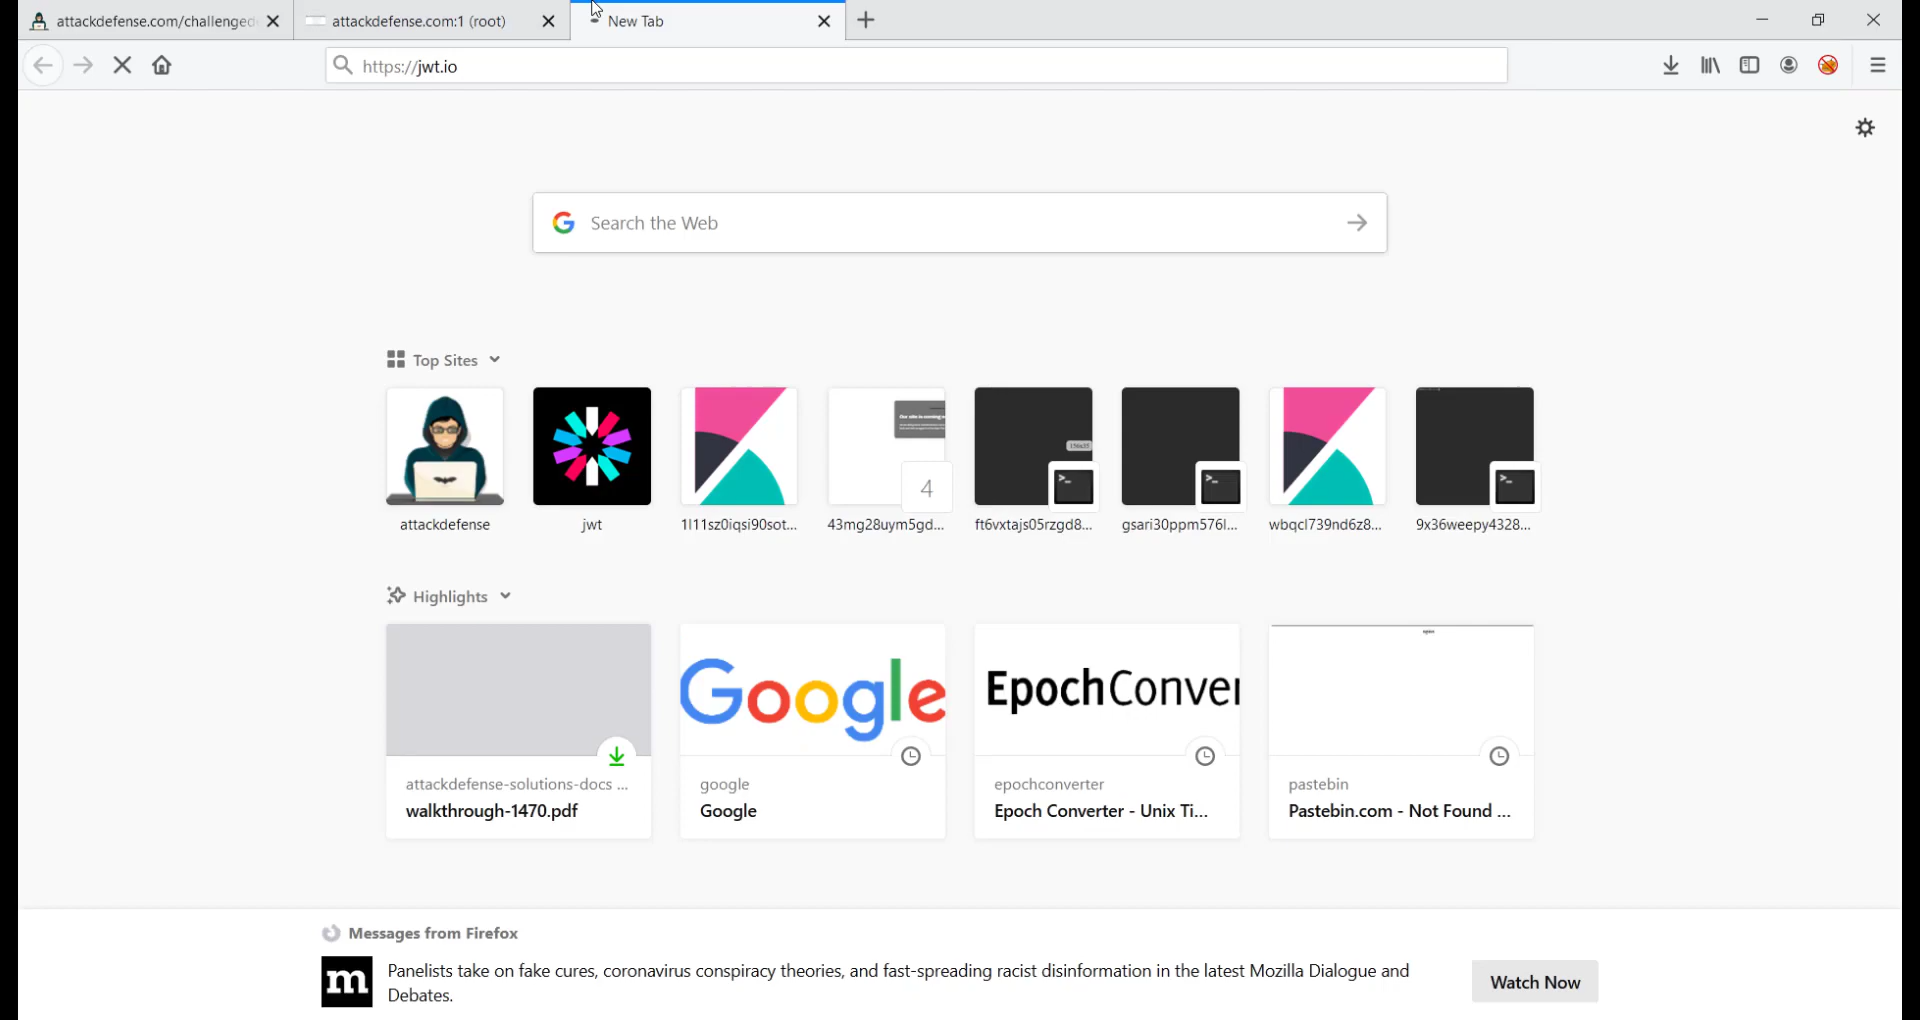 attackdefense.com/challenged
attackdefense.com:1 (root)
New Tab
https://jwt.io
Search the Web
Top Sites
4
attackdefense
jwt
1l11sz0iqsi90sot...
43mg28uym5gd...
ft6vxtajs05rzgd8...
gsari30ppm576l...
wbqcl739nd6z8...
9x36weepy4328...
Highlights
Google
EpochConver
attackdefense-solutions-docs ...
walkthrough-1470.pdf
google
Google
epochconverter
Epoch Converter - Unix Ti...
pastebin
Pastebin.com - Not Found ...
Messages from Firefox
m
Panelists take on fake cures, coronavirus conspiracy theories, and fast-spreading racist disinformation in the latest Mozilla Dialogue and
Debates.
Watch Now